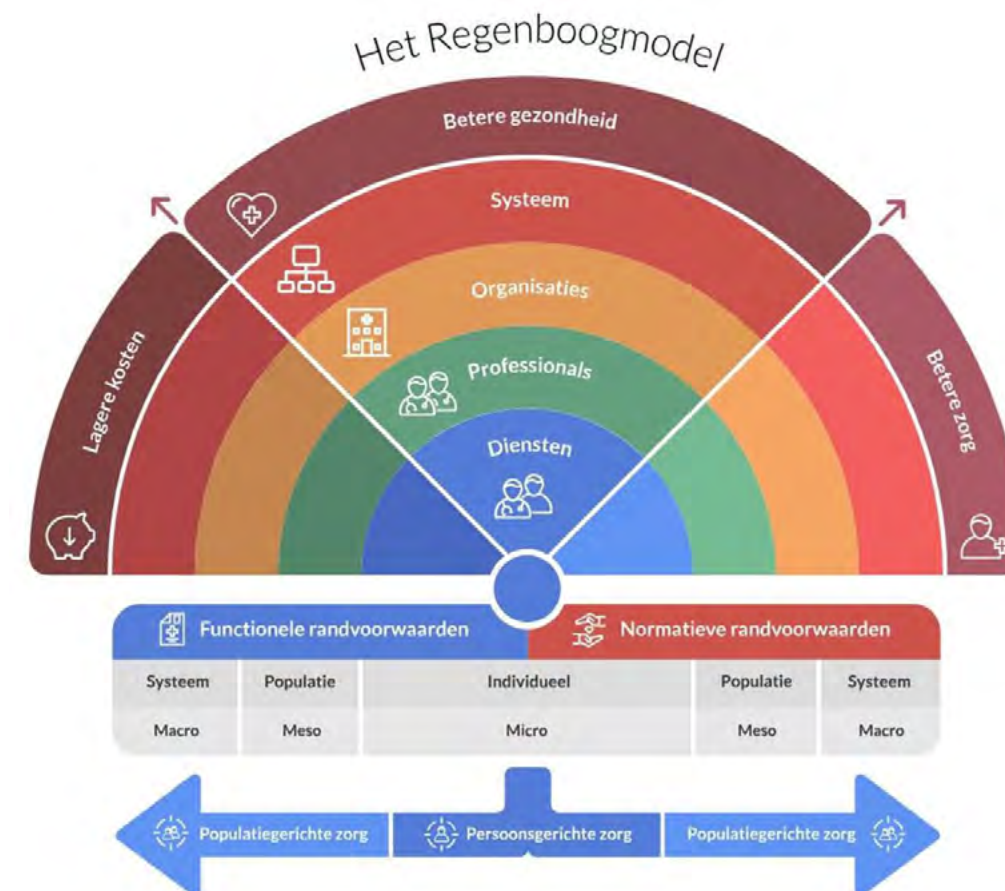 Het Regenboogmodel
Betere gezondheid
Systeem
Organisaties
Lagere kosten
Professionals
Betere zorg
Diensten
Functionele randvoorwaarden
Normatieve randvoorwaarden
Systeem Populatie Individueel Populatie Systeem
Macro Meso Micro Meso Macro
Populatiegerichte zorg Persoonsgerichte zorg Populatiegerichte zorg